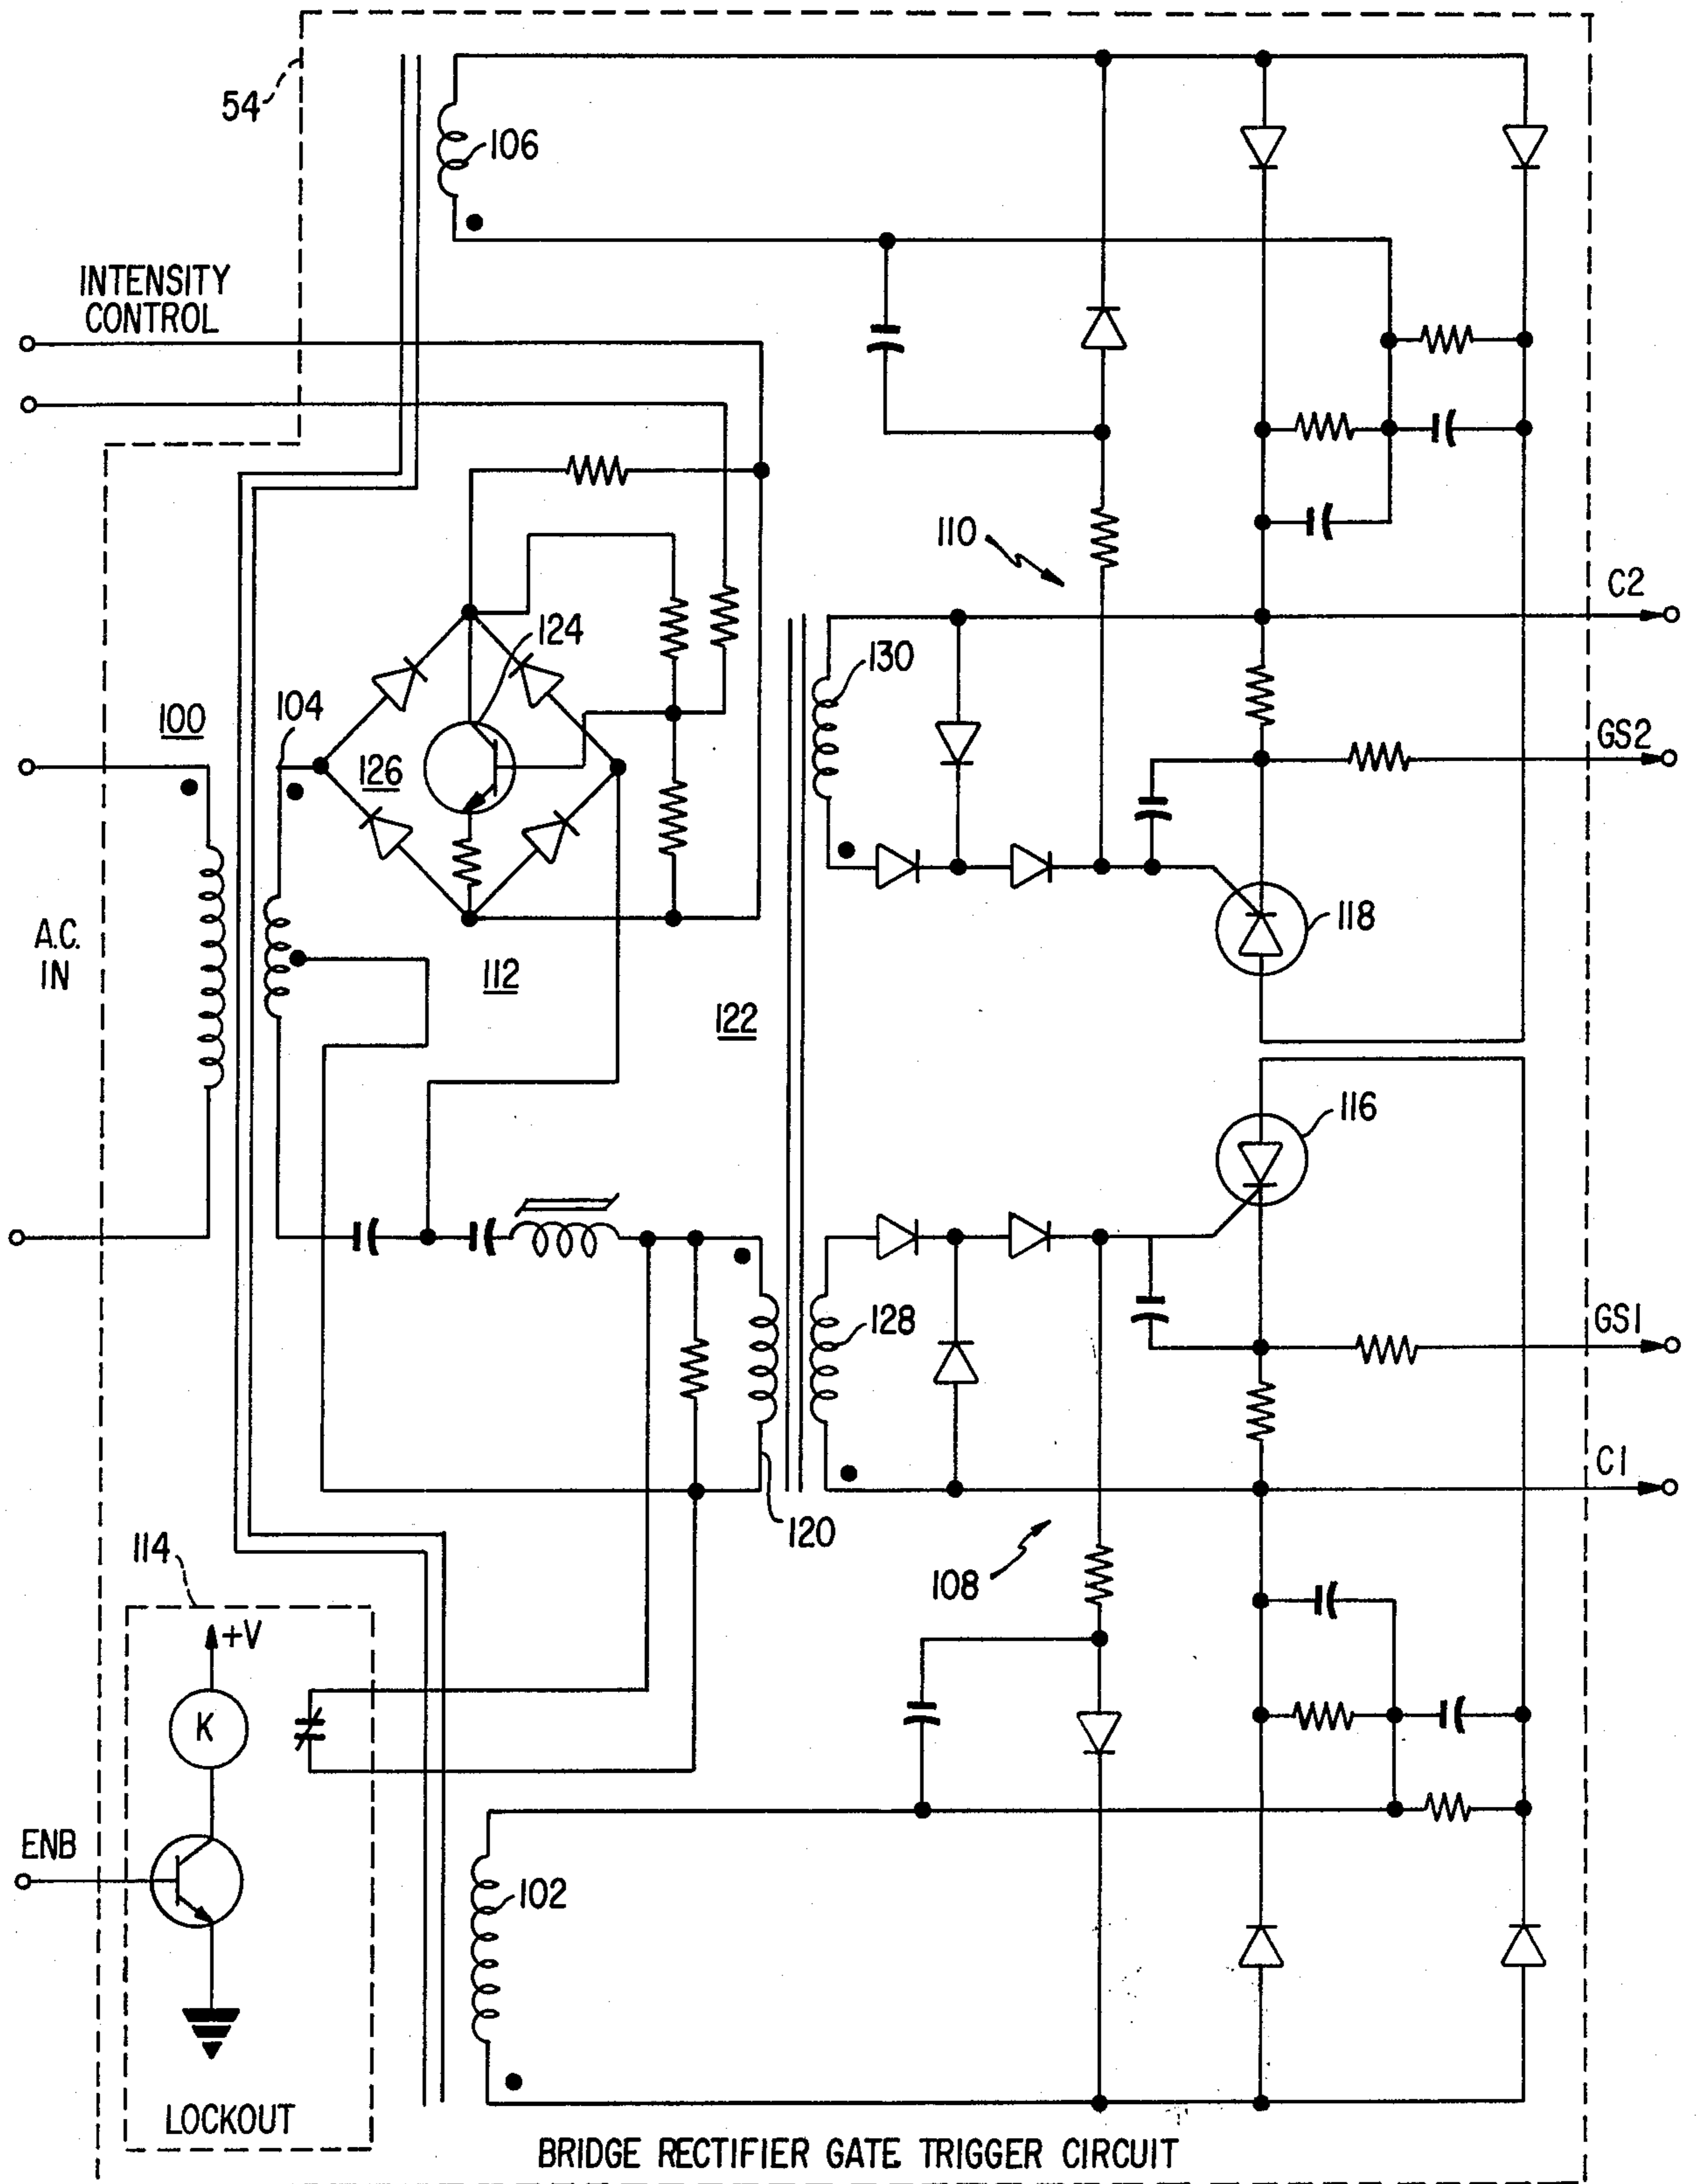 54
106
INTENSITY
CONTROL
110
C2
124
130
104
100
GS2
126
118
A.C.
IN
112
122
116
128
GS1
C1
120
114
108
+V
K
ENB
102
LOCKOUT
BRIDGE RECTIFIER GATE TRIGGER CIRCUIT